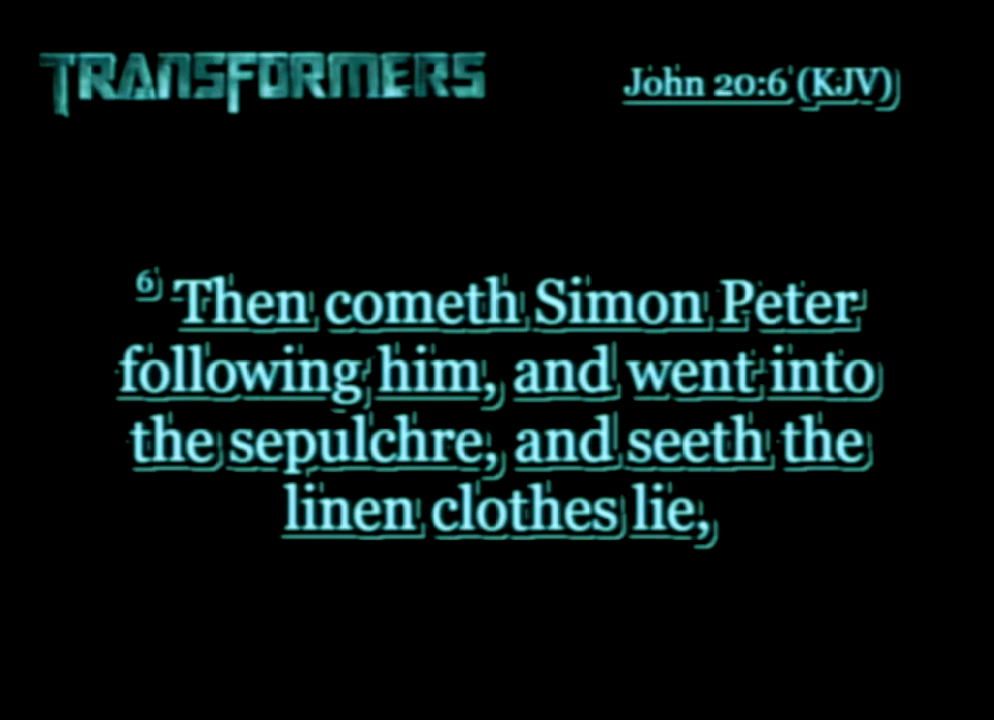 TRANSFORMERS
John 20:6 (KJV)
6 Then cometh Simon Peter
following him, and went into
the sepulchre, and seeth the
linen clothes lie,